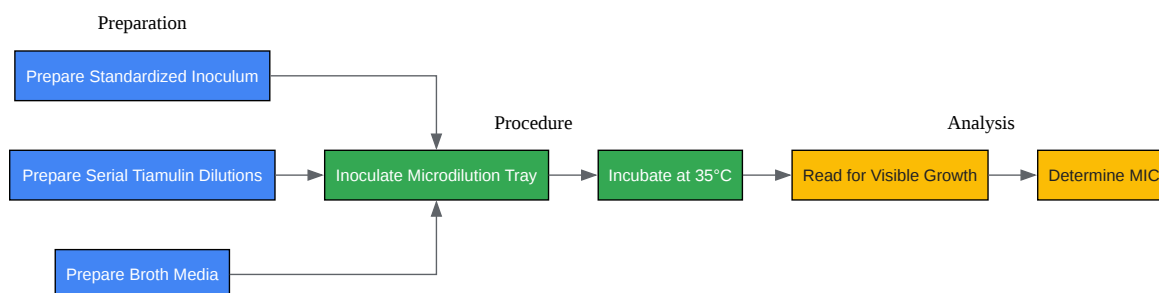 Preparation
Prepare Standardized Inoculum
Procedure
Analysis
Prepare Serial Tiamulin Dilutions
Inoculate Microdilution Tray
Incubate at 35°C
Read for Visible Growth
Determine MIC
Prepare Broth Media